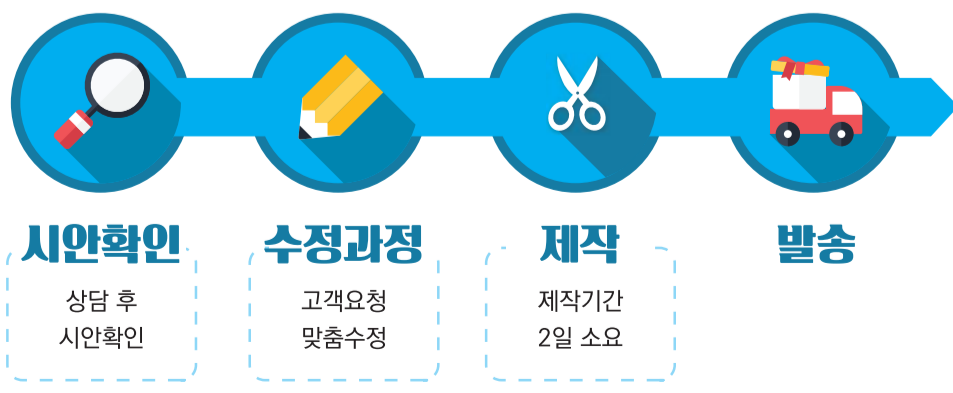 시안확인
상담 후
시안확인
수정과정
고객요청
맞춤수정
제작
제작기간
2일 소요
발송